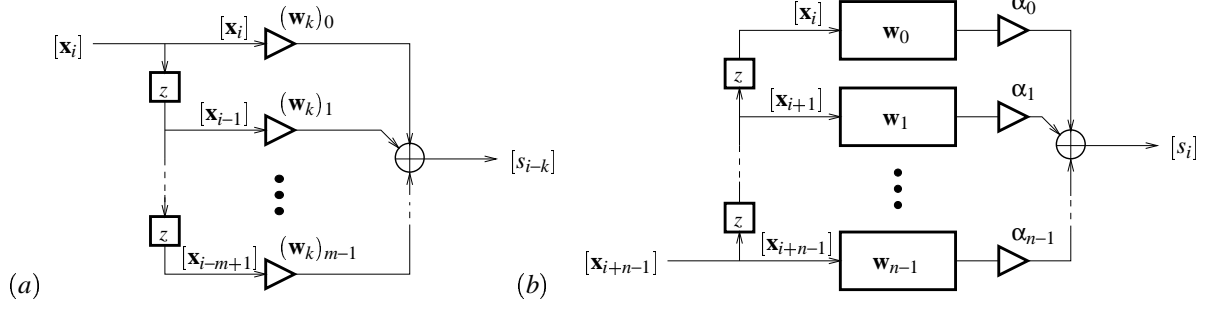 [x_i] [x_i] (w_k)_0
z
[x_{i−1}] (w_k)_1
[s_{i−k}]
z
[x_{i−m+1}] (w_k)_{m−1}
(a)
[x_i] w_0 α_0
z
[x_{i+1}] w_1 α_1
[s_i]
z
[x_{i+n−1}] [x_{i+n−1}] w_{n−1} α_{n−1}
(b)